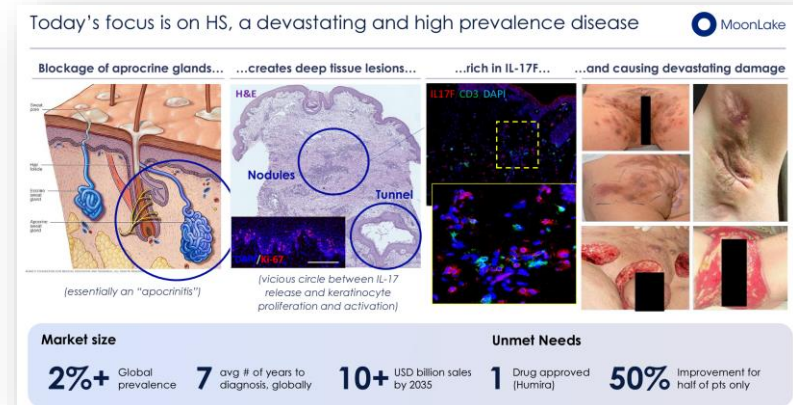 Today's focus is on HS, a devastating and high prevalence disease
MoonLake
Blockage of aprocrine glands…
…creates deep tissue lesions…
…rich in IL-17F…
…and causing devastating damage
H&E
Nodules
Tunnel
/Ki-67
IL17F CD3 DAPI
(essentially an "apocrinitis")
(vicious circle between IL-17
release and keratinocyte
proliferation and activation)
Market size
Unmet Needs
2%+ Global
prevalence
7 avg # of years to
diagnosis, globally
10+ USD billion sales
by 2035
1 Drug approved
(Humira)
50% Improvement for
half of pts only